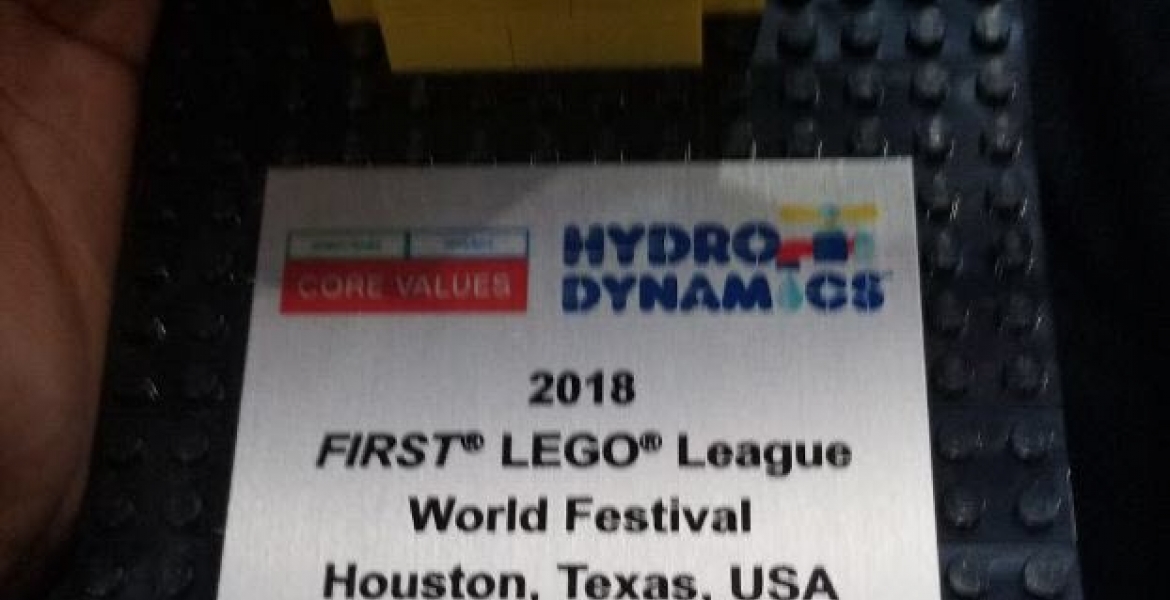 CORE VALUES
HYDRO
DYNAMICS
2018
FIRST® LEGO® League
World Festival
Houston, Texas, USA